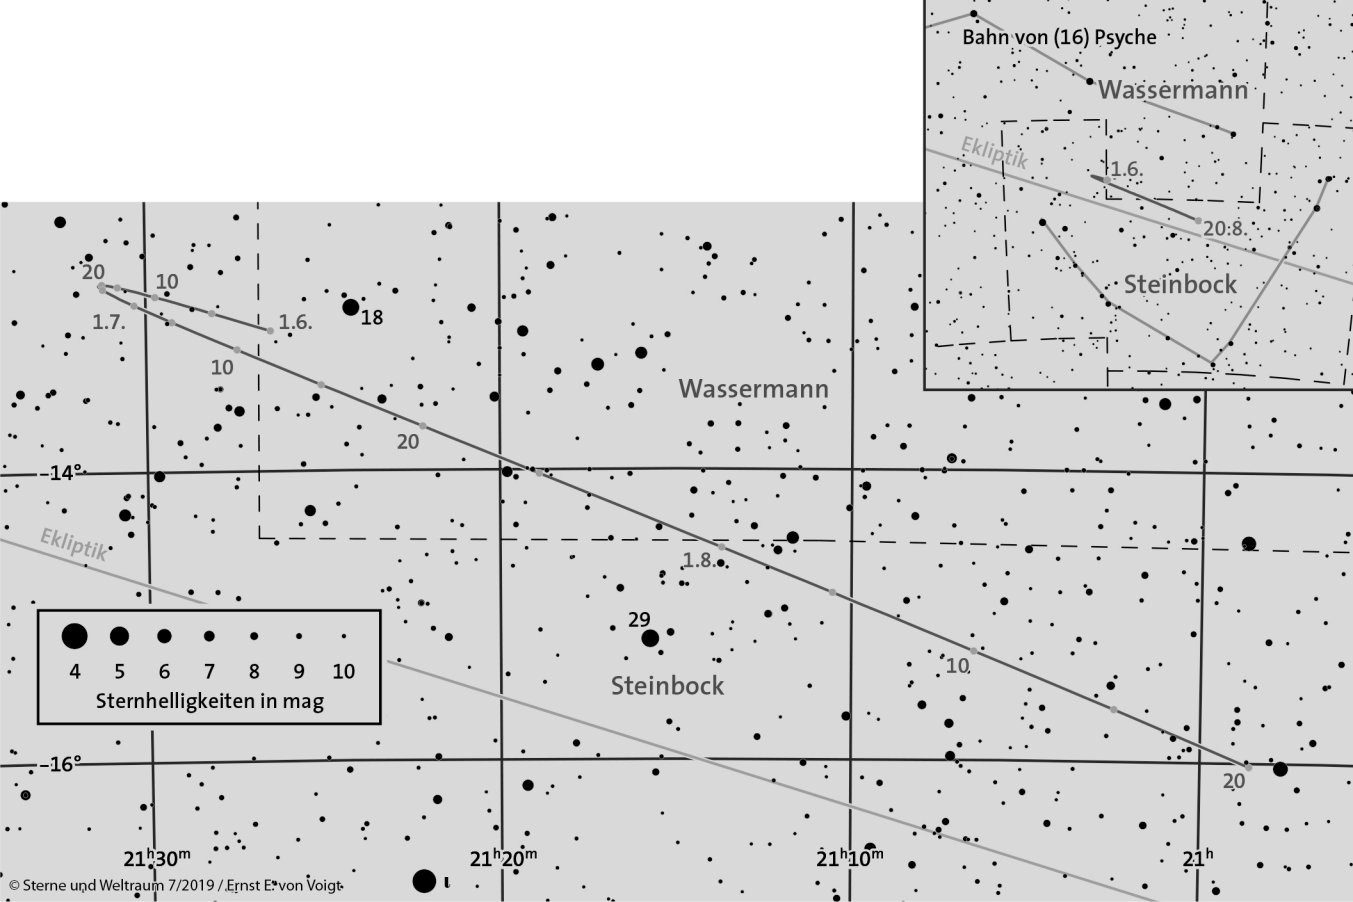 Bahn von (16) Psyche
Wassermann
Ekliptik
1.6.
20.8.
Steinbock
20
10
1.7.
1.6.
18
10
Wassermann
20
–14°
Ekliptik
1.8.
29
10
Steinbock
4 5 6 7 8 9 10
Sternhelligkeiten in mag
–16°
20
21ʰ30ᵐ 21ʰ20ᵐ 21ʰ10ᵐ 21ʰ
© Sterne und Weltraum 7/2019 / Ernst E. von Voigt
ι